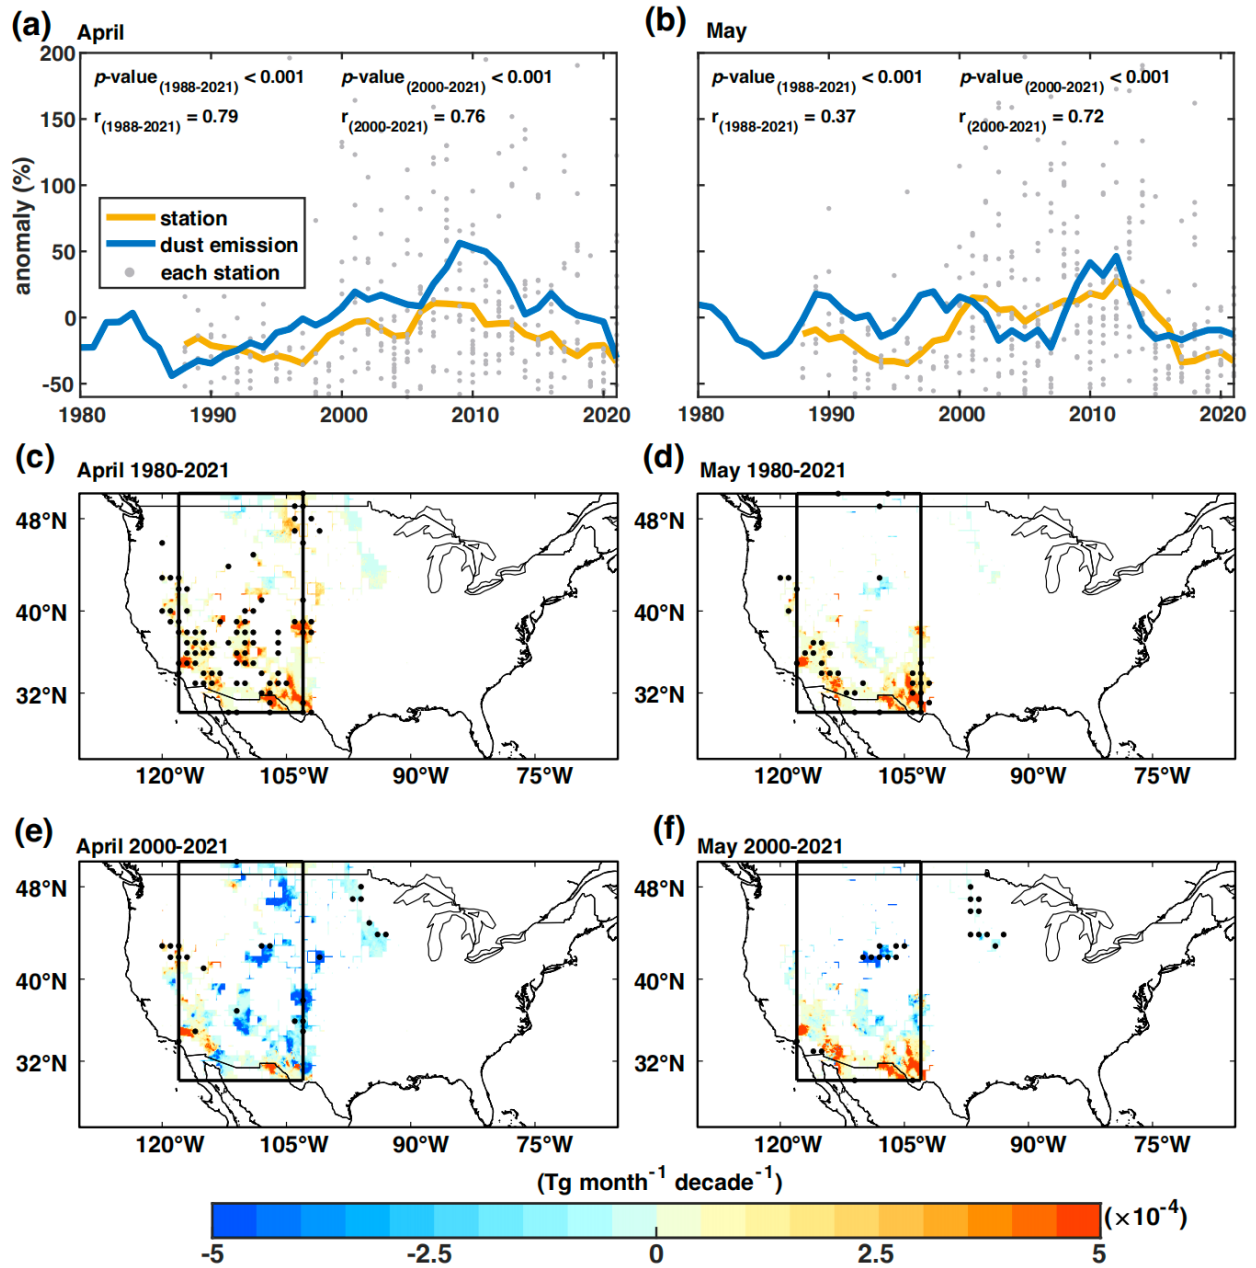 (a) April
200
150
100
50
0
-50
anomaly (%)
p-value(1988-2021) < 0.001
p-value(2000-2021) < 0.001
r(1988-2021) = 0.79
r(2000-2021) = 0.76
station
dust emission
each station
1980 1990 2000 2010 2020
(b) May
p-value(1988-2021) < 0.001
p-value(2000-2021) < 0.001
r(1988-2021) = 0.37
r(2000-2021) = 0.72
1980 1990 2000 2010 2020
(c) April 1980-2021
48°N
40°N
32°N
120°W 105°W 90°W 75°W
(d) May 1980-2021
48°N
40°N
32°N
120°W 105°W 90°W 75°W
(e) April 2000-2021
48°N
40°N
32°N
120°W 105°W 90°W 75°W
(f) May 2000-2021
48°N
40°N
32°N
120°W 105°W 90°W 75°W
(Tg month⁻¹ decade⁻¹)
(×10⁻⁴)
-5 -2.5 0 2.5 5